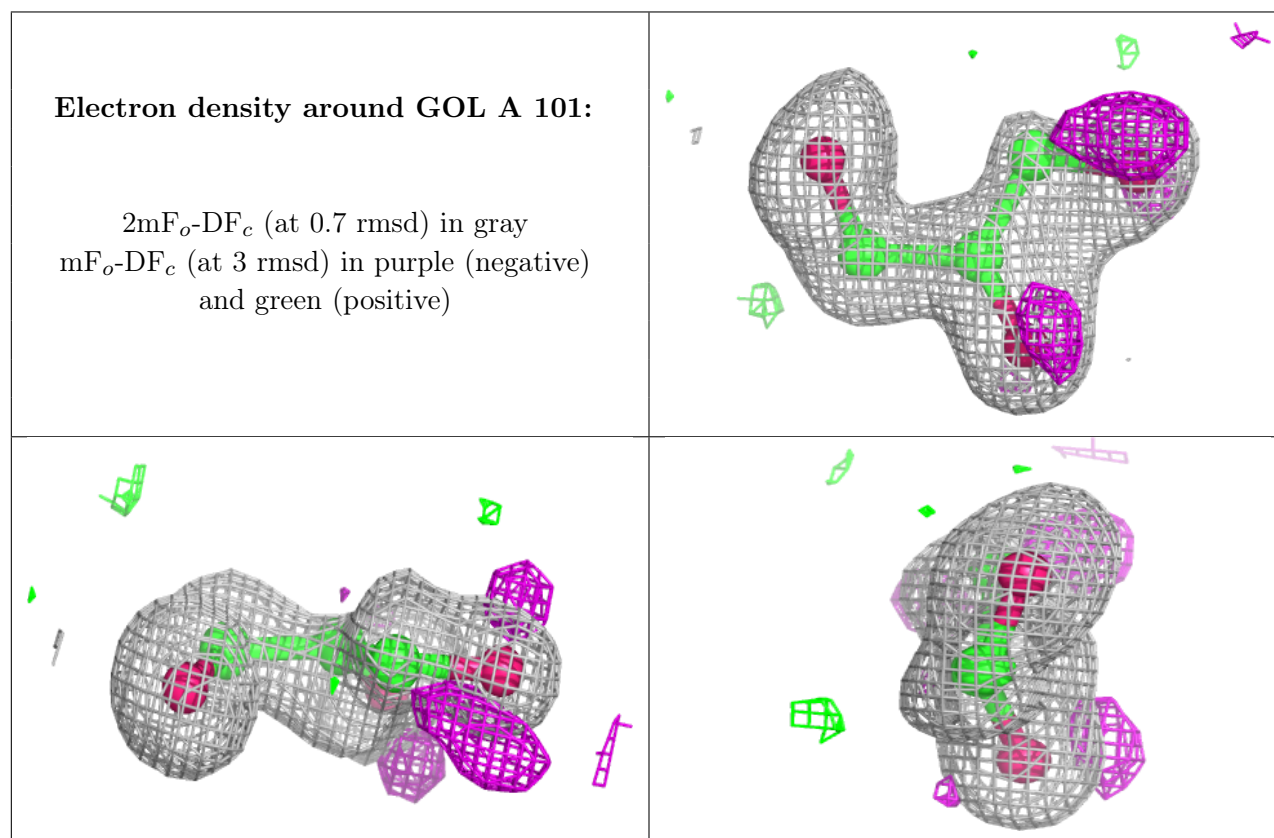 Electron density around GOL A 101:
2mFo-DFc (at 0.7 rmsd) in gray
mFo-DFc (at 3 rmsd) in purple (negative)
and green (positive)